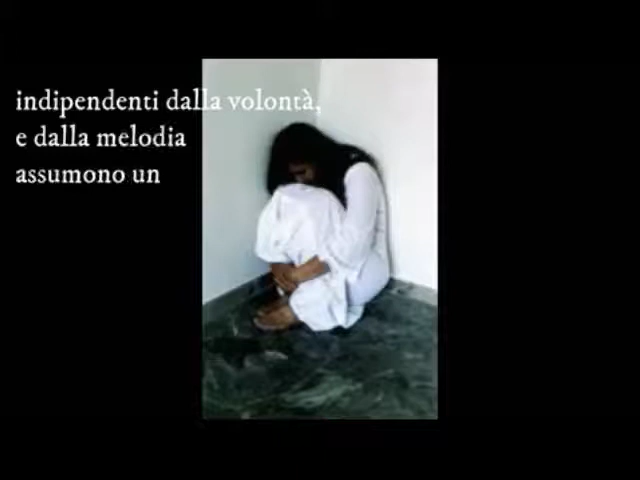 indipendenti dalla volontà,
e dalla melodia
assumono un